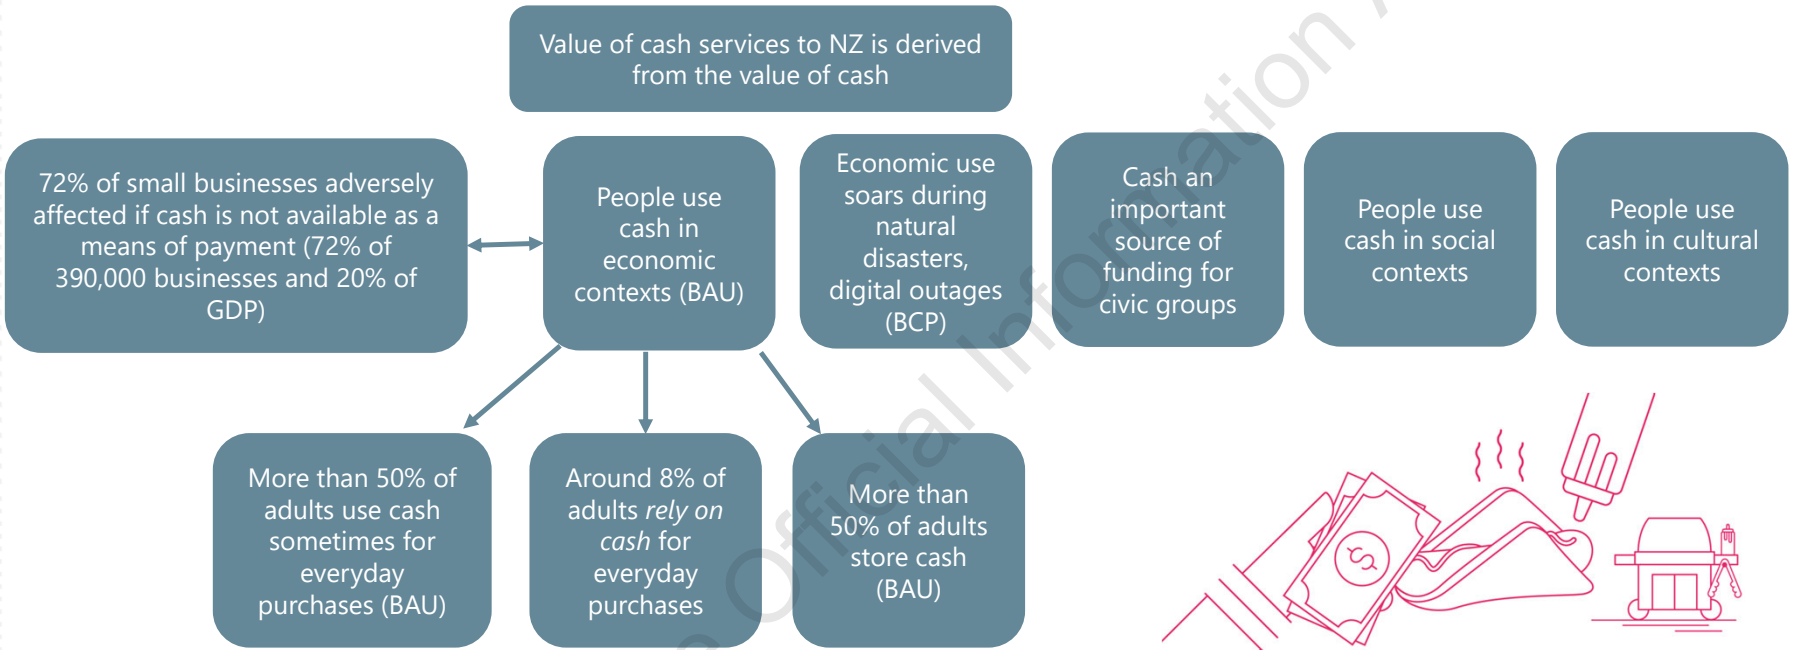 Value of cash services to NZ is derived
from the value of cash
72% of small businesses adversely
affected if cash is not available as a
means of payment (72% of
390,000 businesses and 20% of
GDP)
People use
cash in
economic
contexts (BAU)
Economic use
soars during
natural
disasters,
digital outages
(BCP)
Cash an
important
source of
funding for
civic groups
People use
cash in social
contexts
People use
cash in cultural
contexts
More than 50% of
adults use cash
sometimes for
everyday
purchases (BAU)
Around 8% of
adults rely on
cash for
everyday
purchases
More than
50% of adults
store cash
(BAU)
$
Official Information